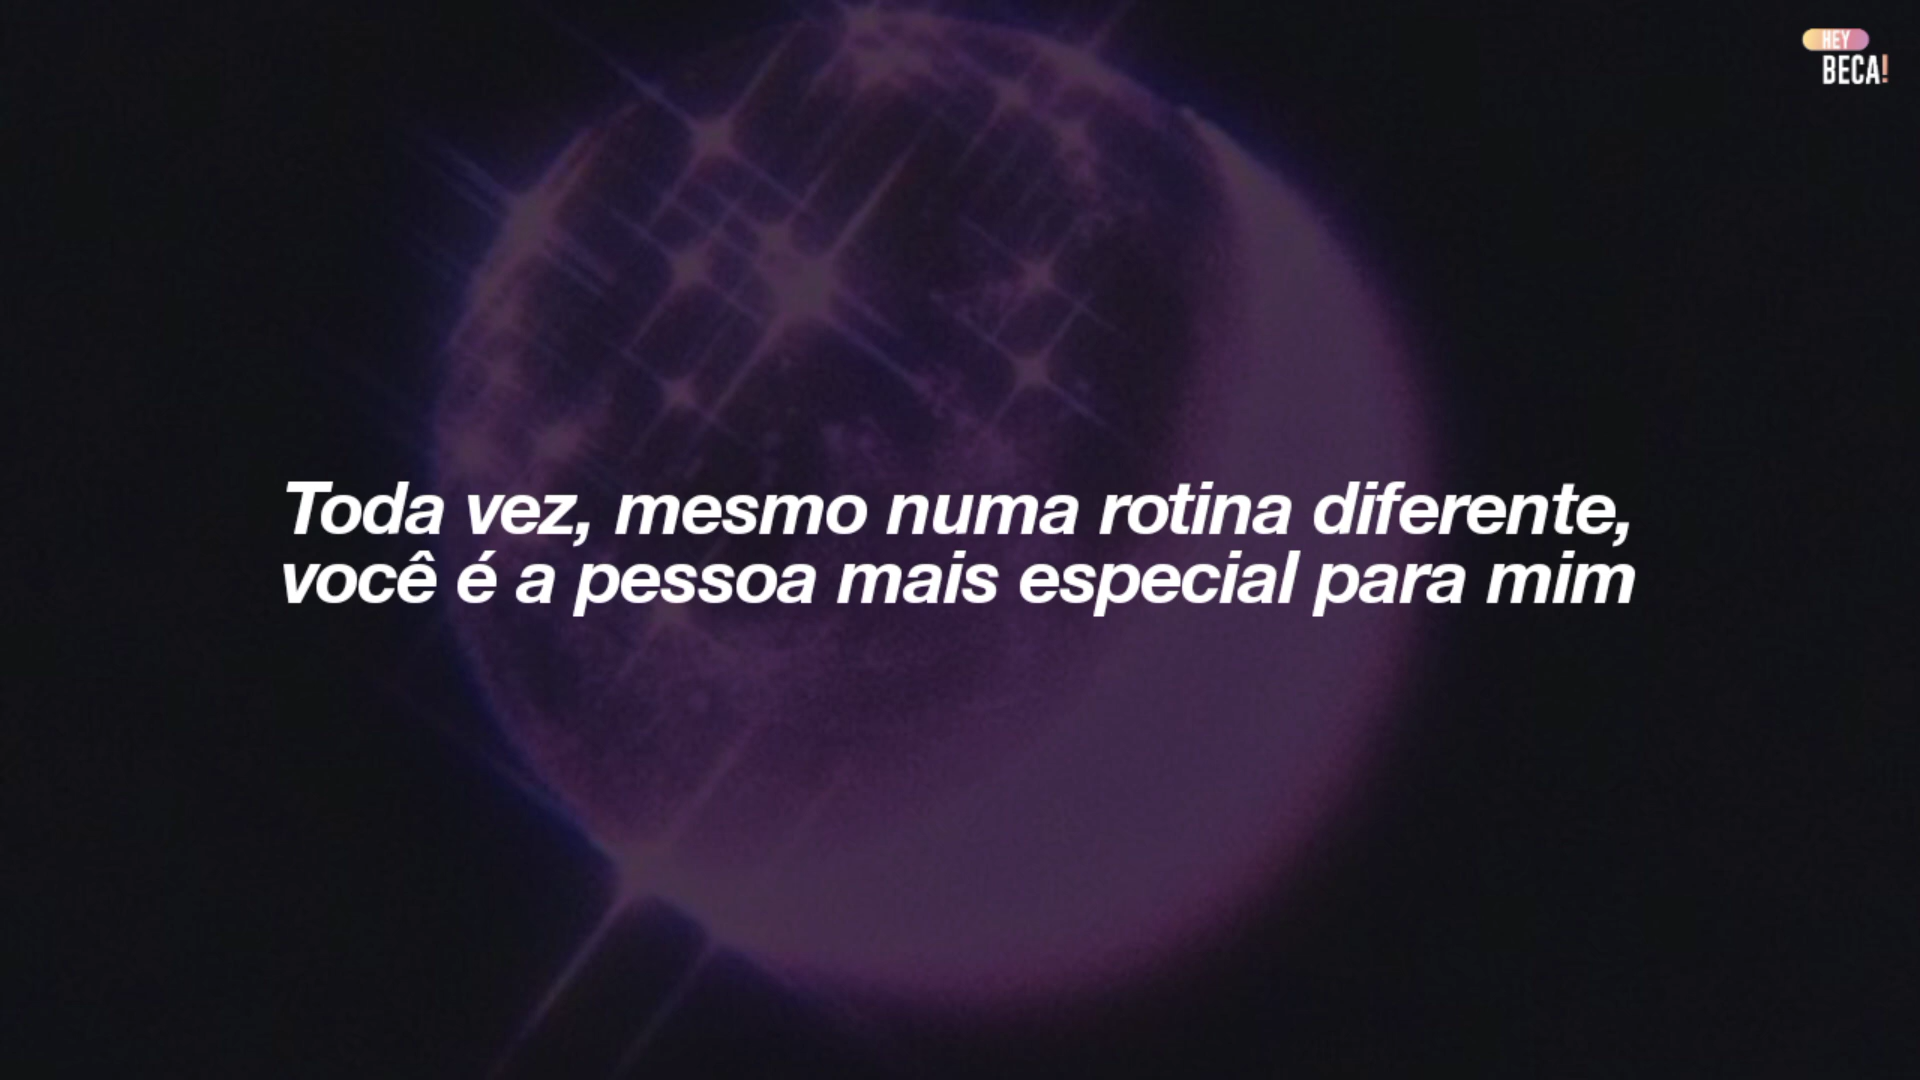 HEY
BECA!
Toda vez, mesmo numa rotina diferente,
você é a pessoa mais especial para mim